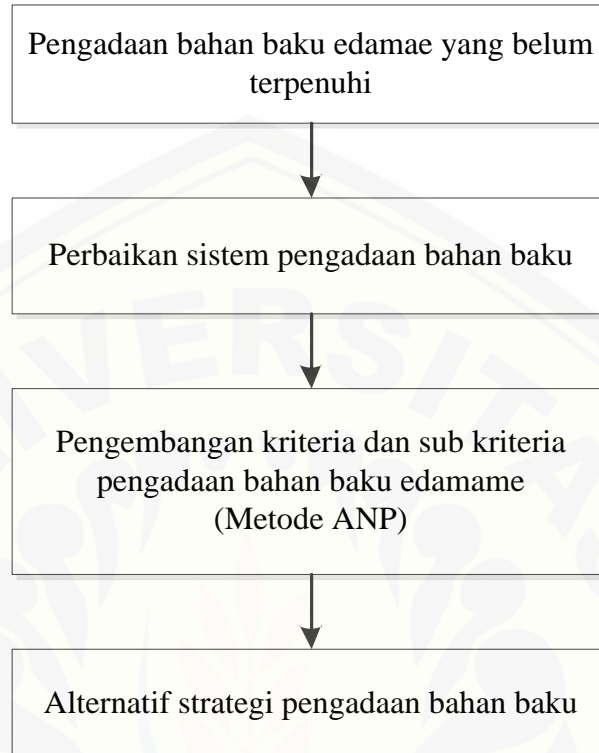 Pengadaan bahan baku edamae yang belum
terpenuhi
Perbaikan sistem pengadaan bahan baku
Pengembangan kriteria dan sub kriteria
pengadaan bahan baku edamame
(Metode ANP)
Alternatif strategi pengadaan bahan baku